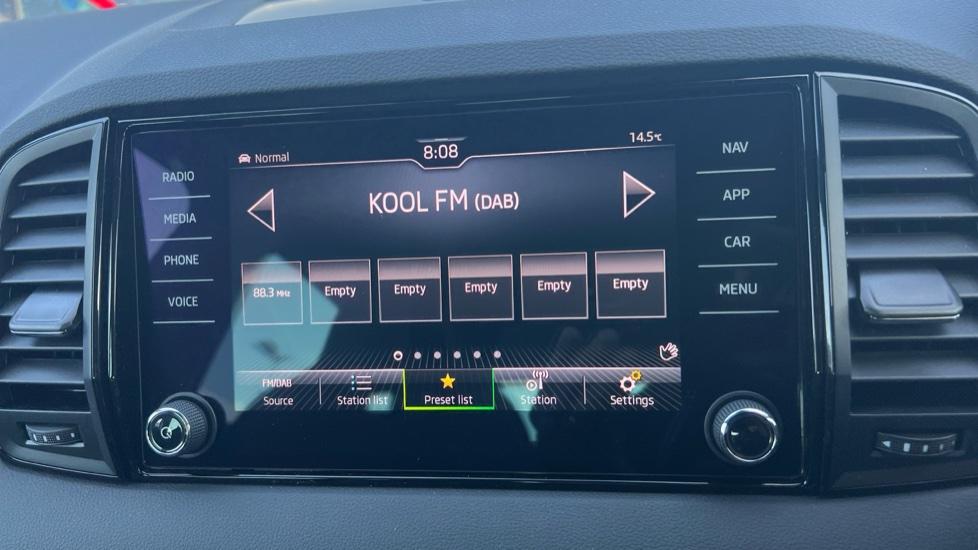 Normal
8:08
14.5°C
RADIO
MEDIA
PHONE
VOICE
KOOL FM (DAB)
88.3 MHz
Empty
Empty
Empty
Empty
Empty
FM/DAB
Source
Station list
Preset list
Station
Settings
NAV
APP
CAR
MENU